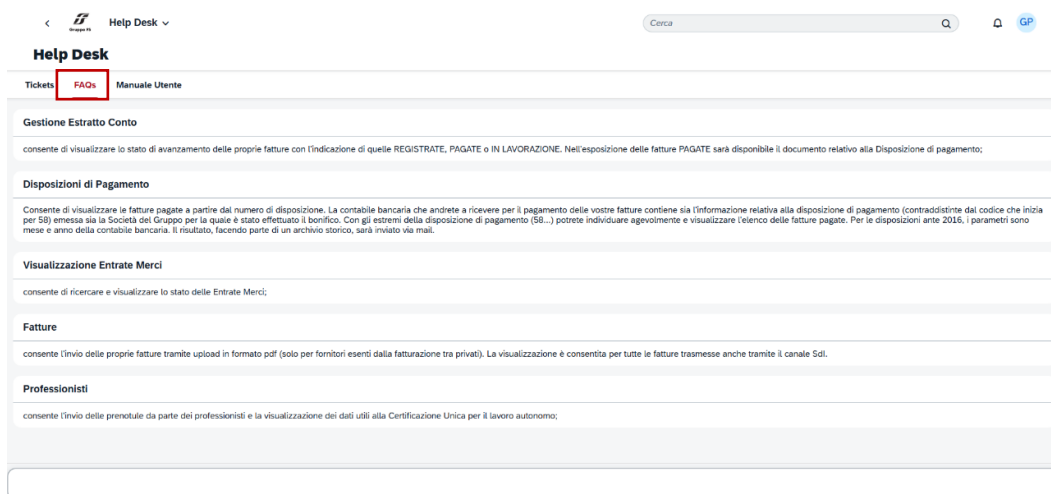 Gruppo FS
Help Desk
Cerca
GP
Help Desk
Tickets
FAQs
Manuale Utente
Gestione Estratto Conto
consente di visualizzare lo stato di avanzamento delle proprie fatture con l'indicazione di quelle REGISTRATE, PAGATE o IN LAVORAZIONE. Nell'esposizione delle fatture PAGATE sarà disponibile il documento relativo alla Disposizione di pagamento;
Disposizioni di Pagamento
Consente di visualizzare le fatture pagate a partire dal numero di disposizione. La contabile bancaria che andrete a ricevere per il pagamento delle vostre fatture contiene sia l'informazione relativa alla disposizione di pagamento (contraddistinte dal codice che inizia
per 58) emessa sia la Società del Gruppo per la quale è stato effettuato il bonifico. Con gli estremi della disposizione di pagamento (58...) potrete individuare agevolmente e visualizzare l'elenco delle fatture pagate. Per le disposizioni ante 2016, i parametri sono
mese e anno della contabile bancaria. Il risultato, facendo parte di un archivio storico, sarà inviato via mail.
Visualizzazione Entrate Merci
consente di ricercare e visualizzare lo stato delle Entrate Merci;
Fatture
consente l'invio delle proprie fatture tramite upload in formato pdf (solo per fornitori esenti dalla fatturazione tra privati). La visualizzazione è consentita per tutte le fatture trasmesse anche tramite il canale SdI.
Professionisti
consente l'invio delle prenotule da parte dei professionisti e la visualizzazione dei dati utili alla Certificazione Unica per il lavoro autonomo;